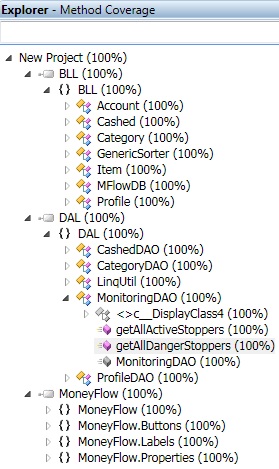 Explorer - Method Coverage
New Project (100%)
BLL (100%)
{ } BLL (100%)
Account (100%)
Cashed (100%)
Category (100%)
GenericSorter (100%)
Item (100%)
MFlowDB (100%)
Profile (100%)
DAL (100%)
{ } DAL (100%)
CashedDAO (100%)
CategoryDAO (100%)
LinqUtil (100%)
MonitoringDAO (100%)
<>c__DisplayClass4 (100%)
getAllActiveStoppers (100%)
getAllDangerStoppers (100%)
MonitoringDAO (100%)
ProfileDAO (100%)
MoneyFlow (100%)
{ } MoneyFlow (100%)
{ } MoneyFlow.Buttons (100%)
{ } MoneyFlow.Labels (100%)
{ } MoneyFlow.Properties (100%)